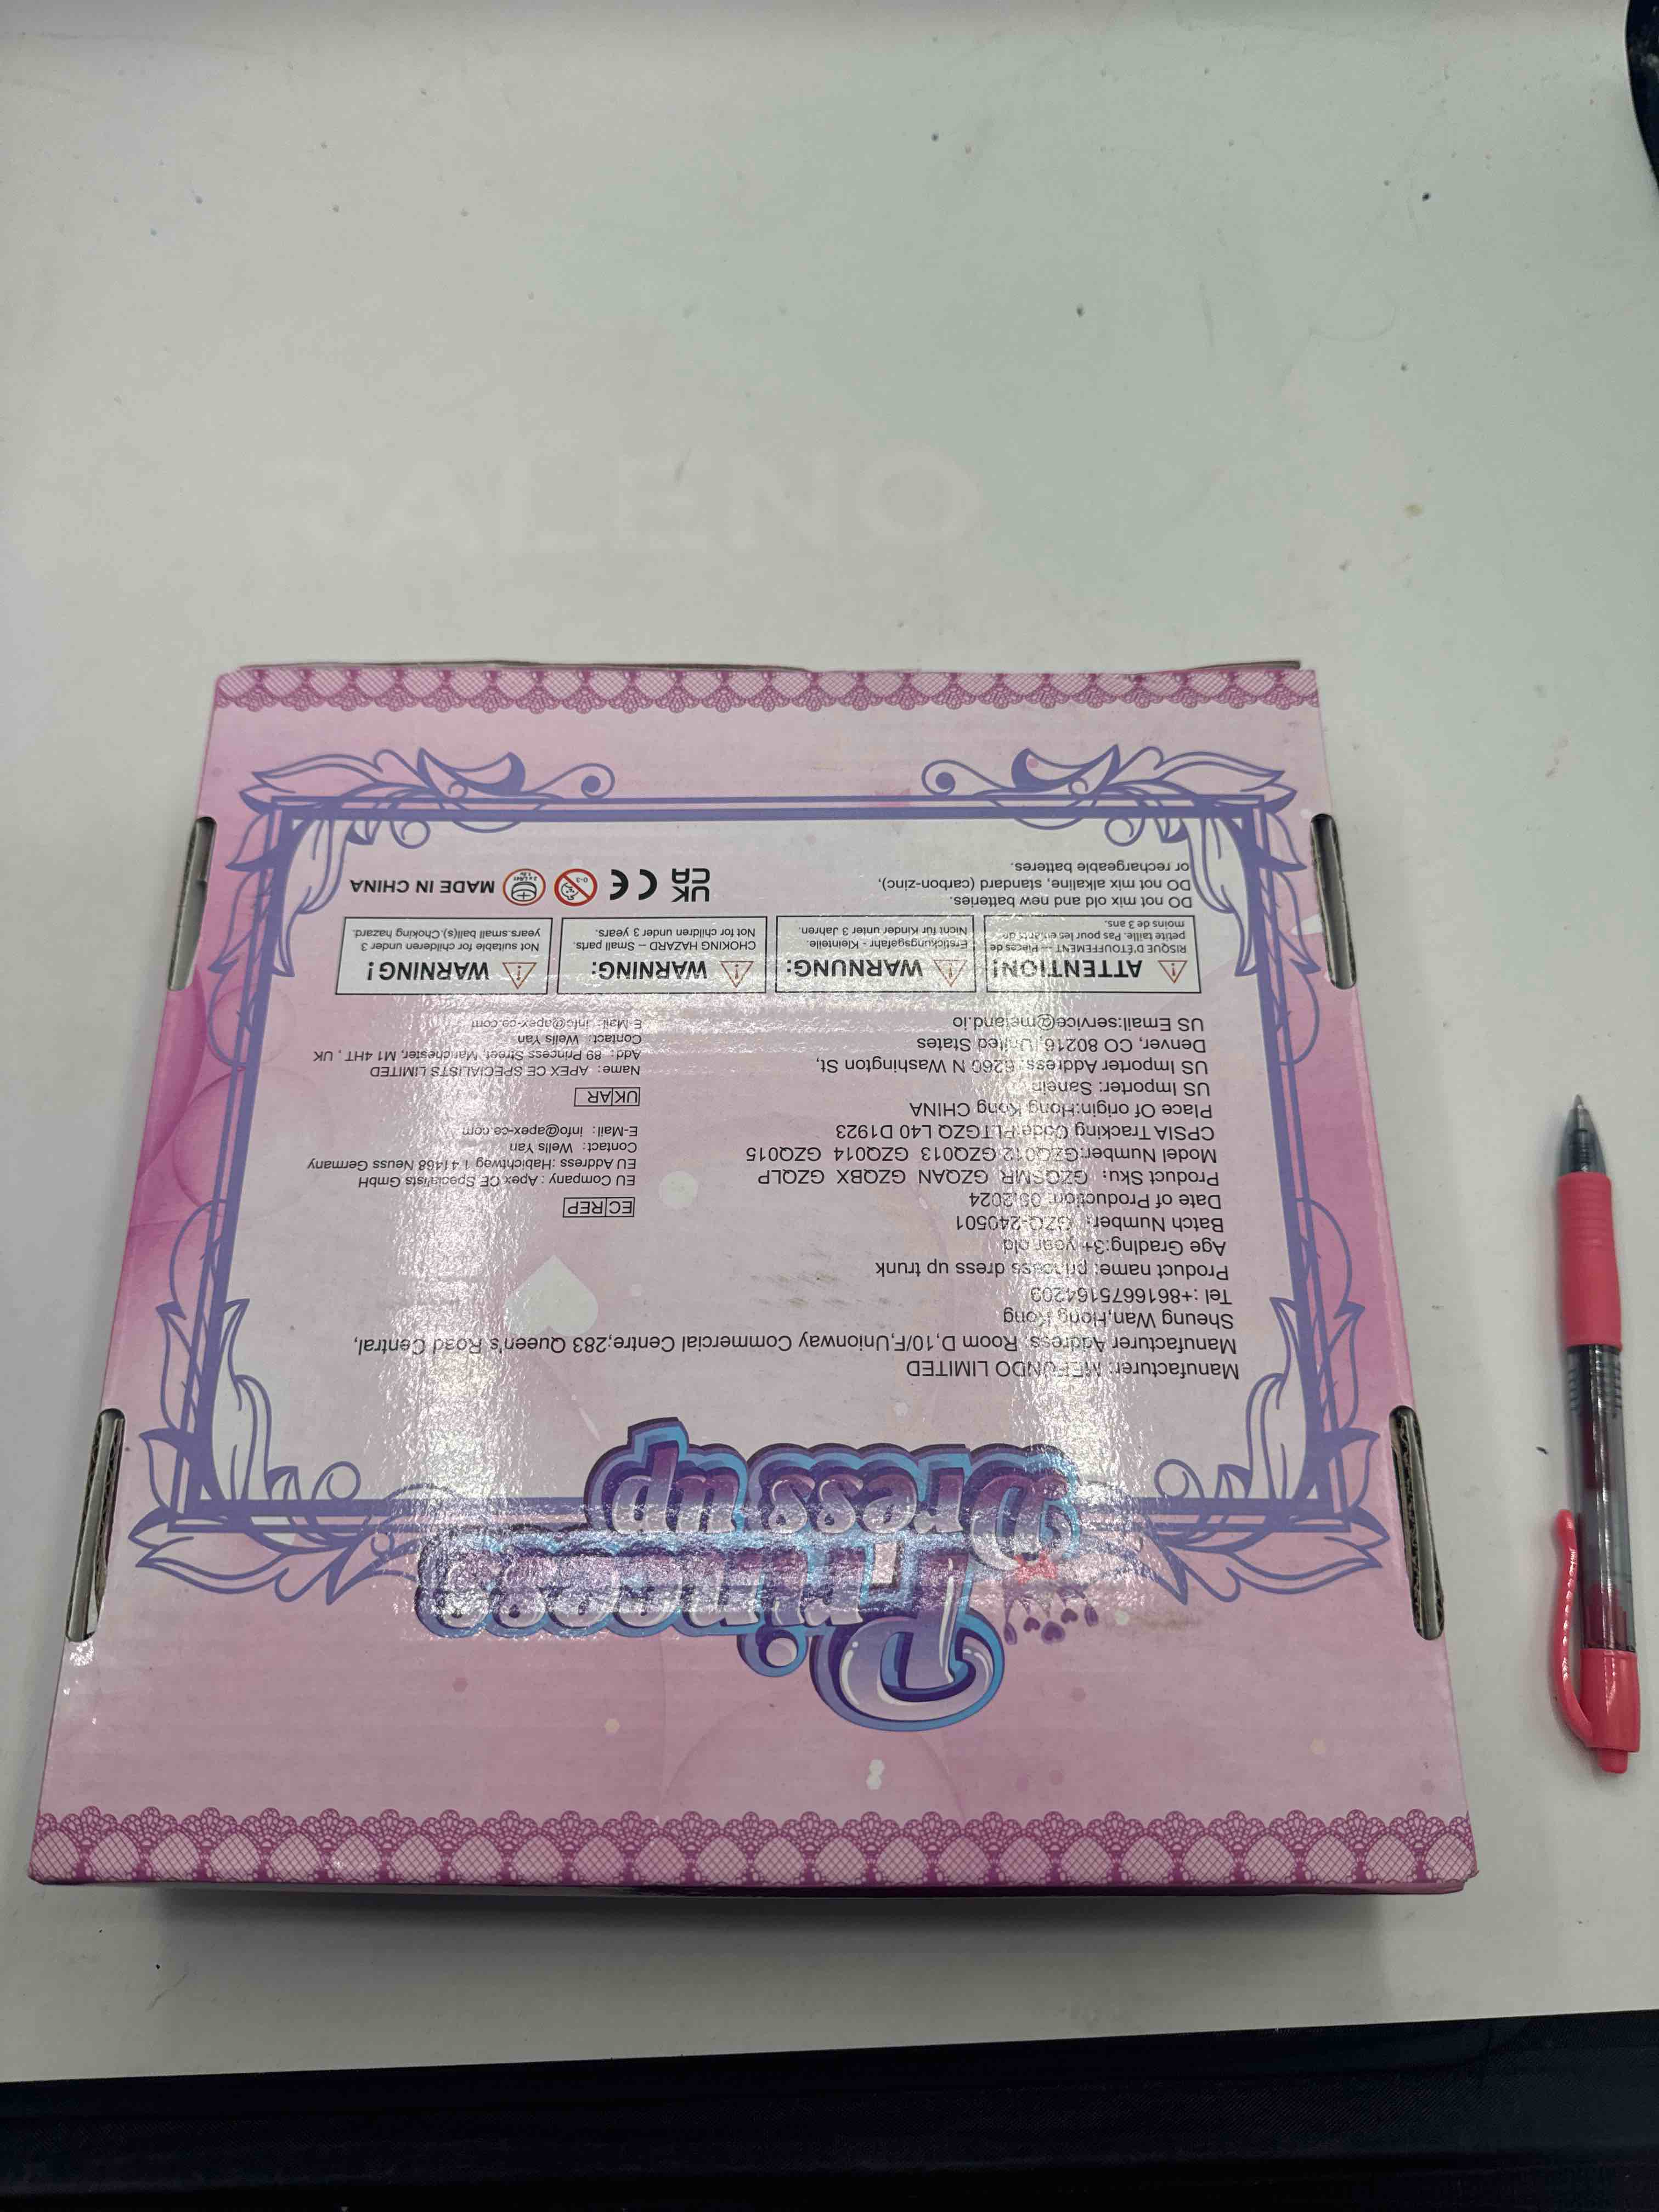 Princess
Dress up
Manufacturer: MEFUNDO LIMITED
Manufacturer Address: Room D,10/F,Unionway Commercial Centre,283 Queen's Road Central,
Sheung Wan,Hong Kong
Tel :+8616675164203
Product name: princess dress up trunk
Age Grading:3+ year old
Batch Number: GZQ-240501
Date of Production: 05/2024
Product Sku: GZQSMR GZQAN GZQBX GZQLP
Model Number:GZQ012 GZQ013 GZQ014 GZQ015
CPSIA Tracking Code:PLTGZQ L40 D1923
Place Of origin:Hong Kong CHINA
US Importer: Sanein
US Importer Address: 6260 N Washington St,
Denver, CO 80216, United States
US Email:service@meland.io
EC REP
EU Company : Apex CE Specialists GmbH
EU Address :Habichtweg 1 41468 Neuss Germany
Contact: Wells Yan
E-Mail: info@apex-ce.com
UK AR
Name: APEX CE SPECIALISTS LIMITED
Add: 89 Princess Street, Manchester, M1 4HT , UK
Contact: Wells Yan
E-Mail: info@apex-ce.com
ATTENTION!
RISQUE D'ÉTOUFFEMENT — Pièces de
petite taille. Pas pour les enfants de
moins de 3 ans.
WARNUNG:
Erstickungsgefahr - Kleinteile.
Nicht für Kinder unter 3 Jahren.
WARNING:
CHOKING HAZARD – Small parts.
Not for children under 3 years.
WARNING!
Not suitable for childeren under 3
years.small ball(s).Choking hazard.
DO not mix old and new batteries.
DO not mix alkaline, standard (carbon-zinc),
or rechargeable batteres.
UK
CA
CE
0-3
MADE IN CHINA